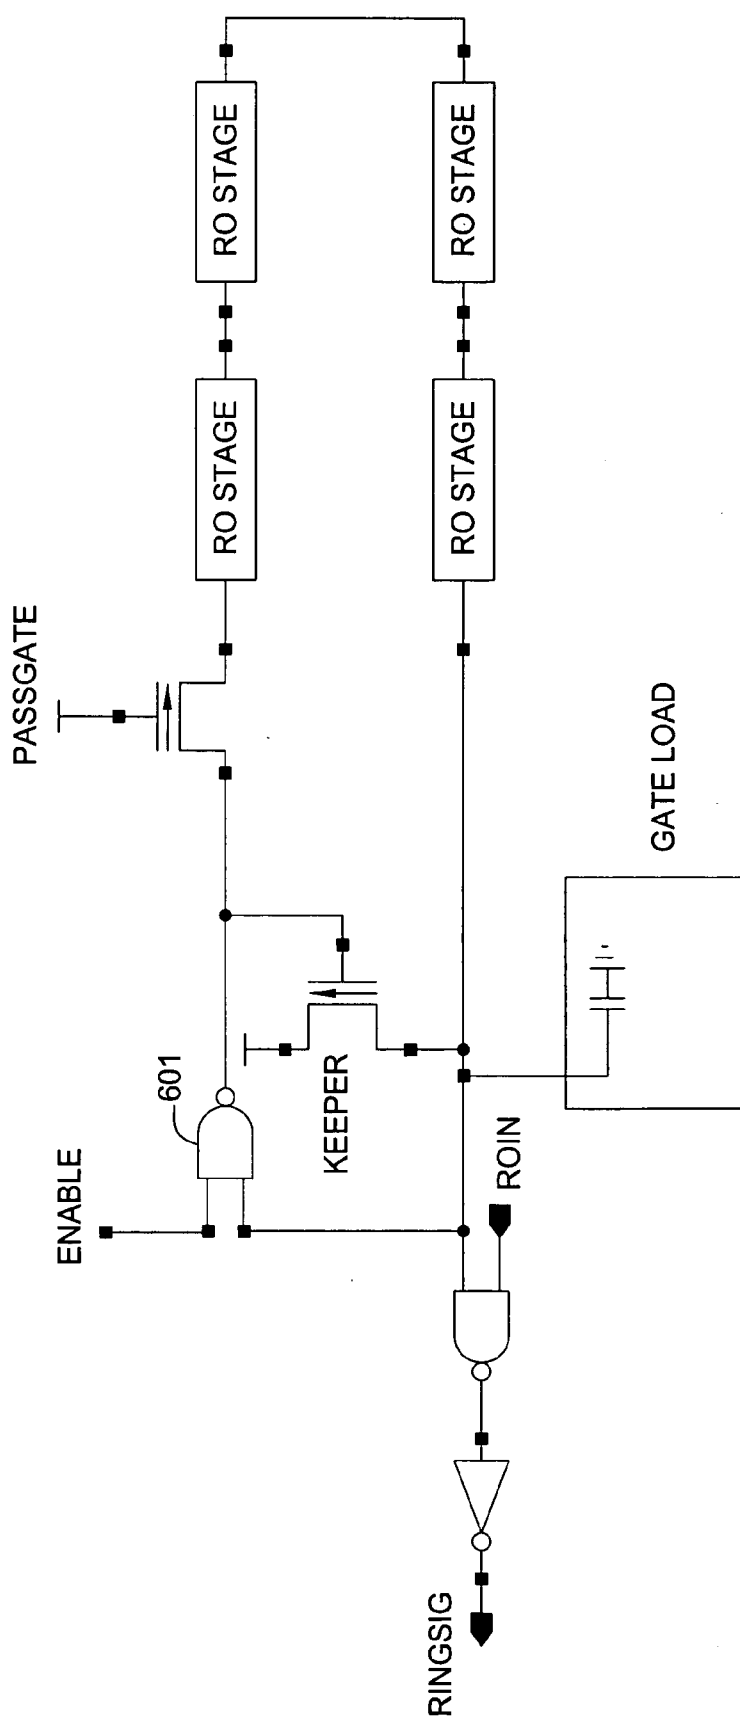 PASSGATE
RO STAGE
RO STAGE
ENABLE
601
KEEPER
RO STAGE
RO STAGE
ROIN
GATE LOAD
RINGSIG